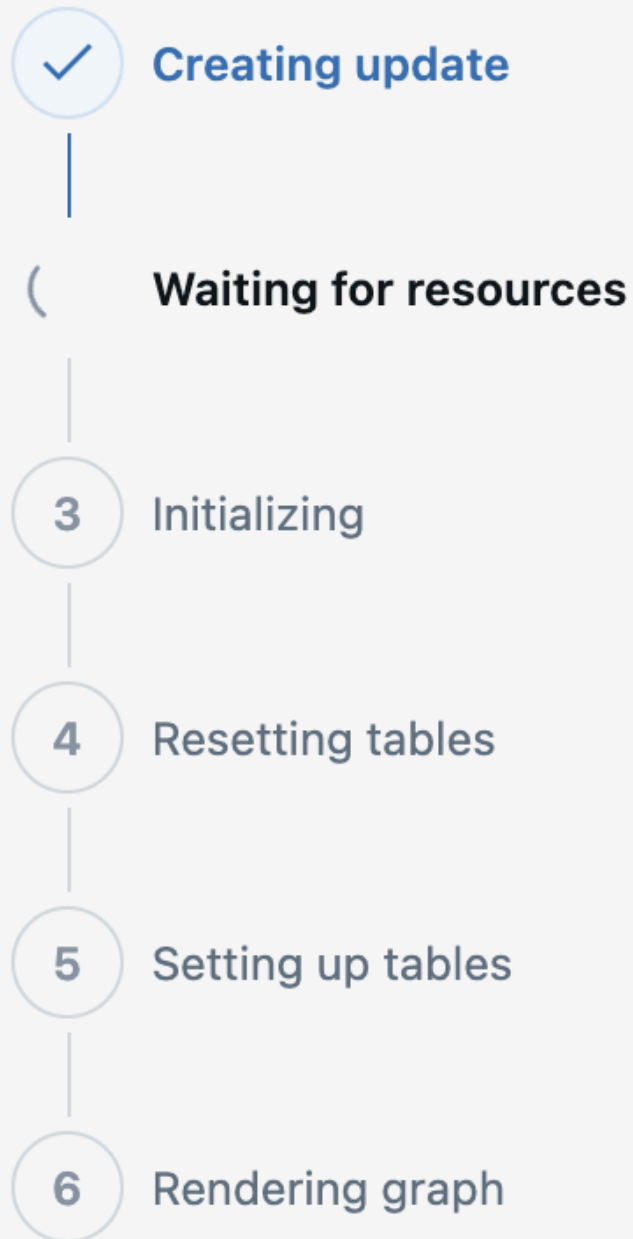 Creating update
Waiting for resources
3 Initializing
4 Resetting tables
5 Setting up tables
6 Rendering graph